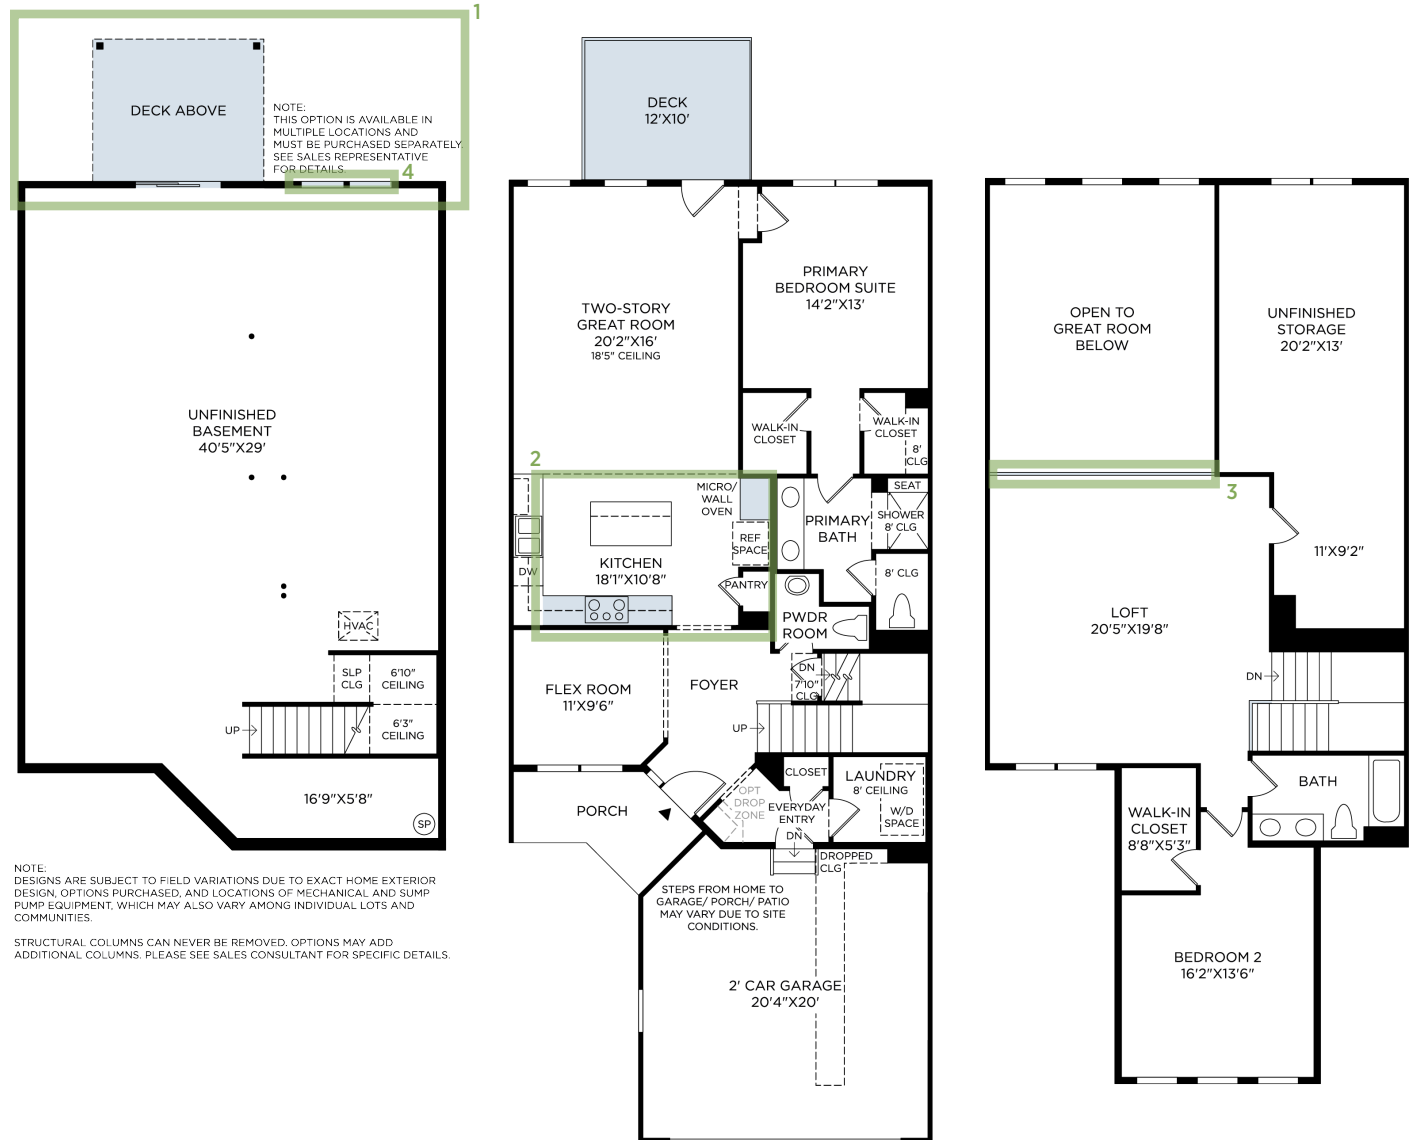 1
DECK ABOVE
NOTE:
THIS OPTION IS AVAILABLE IN
MULTIPLE LOCATIONS AND
MUST BE PURCHASED SEPARATELY.
SEE SALES REPRESENTATIVE
FOR DETAILS.
4
UNFINISHED
BASEMENT
40'5"X29'
HVAC
SLP
CLG
6'10"
CEILING
6'3"
CEILING
UP
16'9"X5'8"
SP
NOTE:
DESIGNS ARE SUBJECT TO FIELD VARIATIONS DUE TO EXACT HOME EXTERIOR
DESIGN, OPTIONS PURCHASED, AND LOCATIONS OF MECHANICAL AND SUMP
PUMP EQUIPMENT, WHICH MAY ALSO VARY AMONG INDIVIDUAL LOTS AND
COMMUNITIES.
STRUCTURAL COLUMNS CAN NEVER BE REMOVED. OPTIONS MAY ADD
ADDITIONAL COLUMNS. PLEASE SEE SALES CONSULTANT FOR SPECIFIC DETAILS.
DECK
12'X10'
TWO-STORY
GREAT ROOM
20'2"X16'
18'5" CEILING
PRIMARY
BEDROOM SUITE
14'2"X13'
WALK-IN
CLOSET
WALK-IN
CLOSET
8'
CLG
2
MICRO/
WALL
OVEN
REF
SPACE
KITCHEN
18'1"X10'8"
DW
PANTRY
PRIMARY
BATH
SEAT
SHOWER
8' CLG
8' CLG
PWDR
ROOM
DN
7'10"
CLG
FLEX ROOM
11'X9'6"
FOYER
UP
CLOSET
LAUNDRY
8' CEILING
W/D
SPACE
OPT
DROP
ZONE
EVERYDAY
ENTRY
DN
PORCH
DROPPED
CLG
STEPS FROM HOME TO
GARAGE/ PORCH/ PATIO
MAY VARY DUE TO SITE
CONDITIONS.
2' CAR GARAGE
20'4"X20'
OPEN TO
GREAT ROOM
BELOW
UNFINISHED
STORAGE
20'2"X13'
3
11'X9'2"
LOFT
20'5"X19'8"
DN
BATH
WALK-IN
CLOSET
8'8"X5'3"
BEDROOM 2
16'2"X13'6"